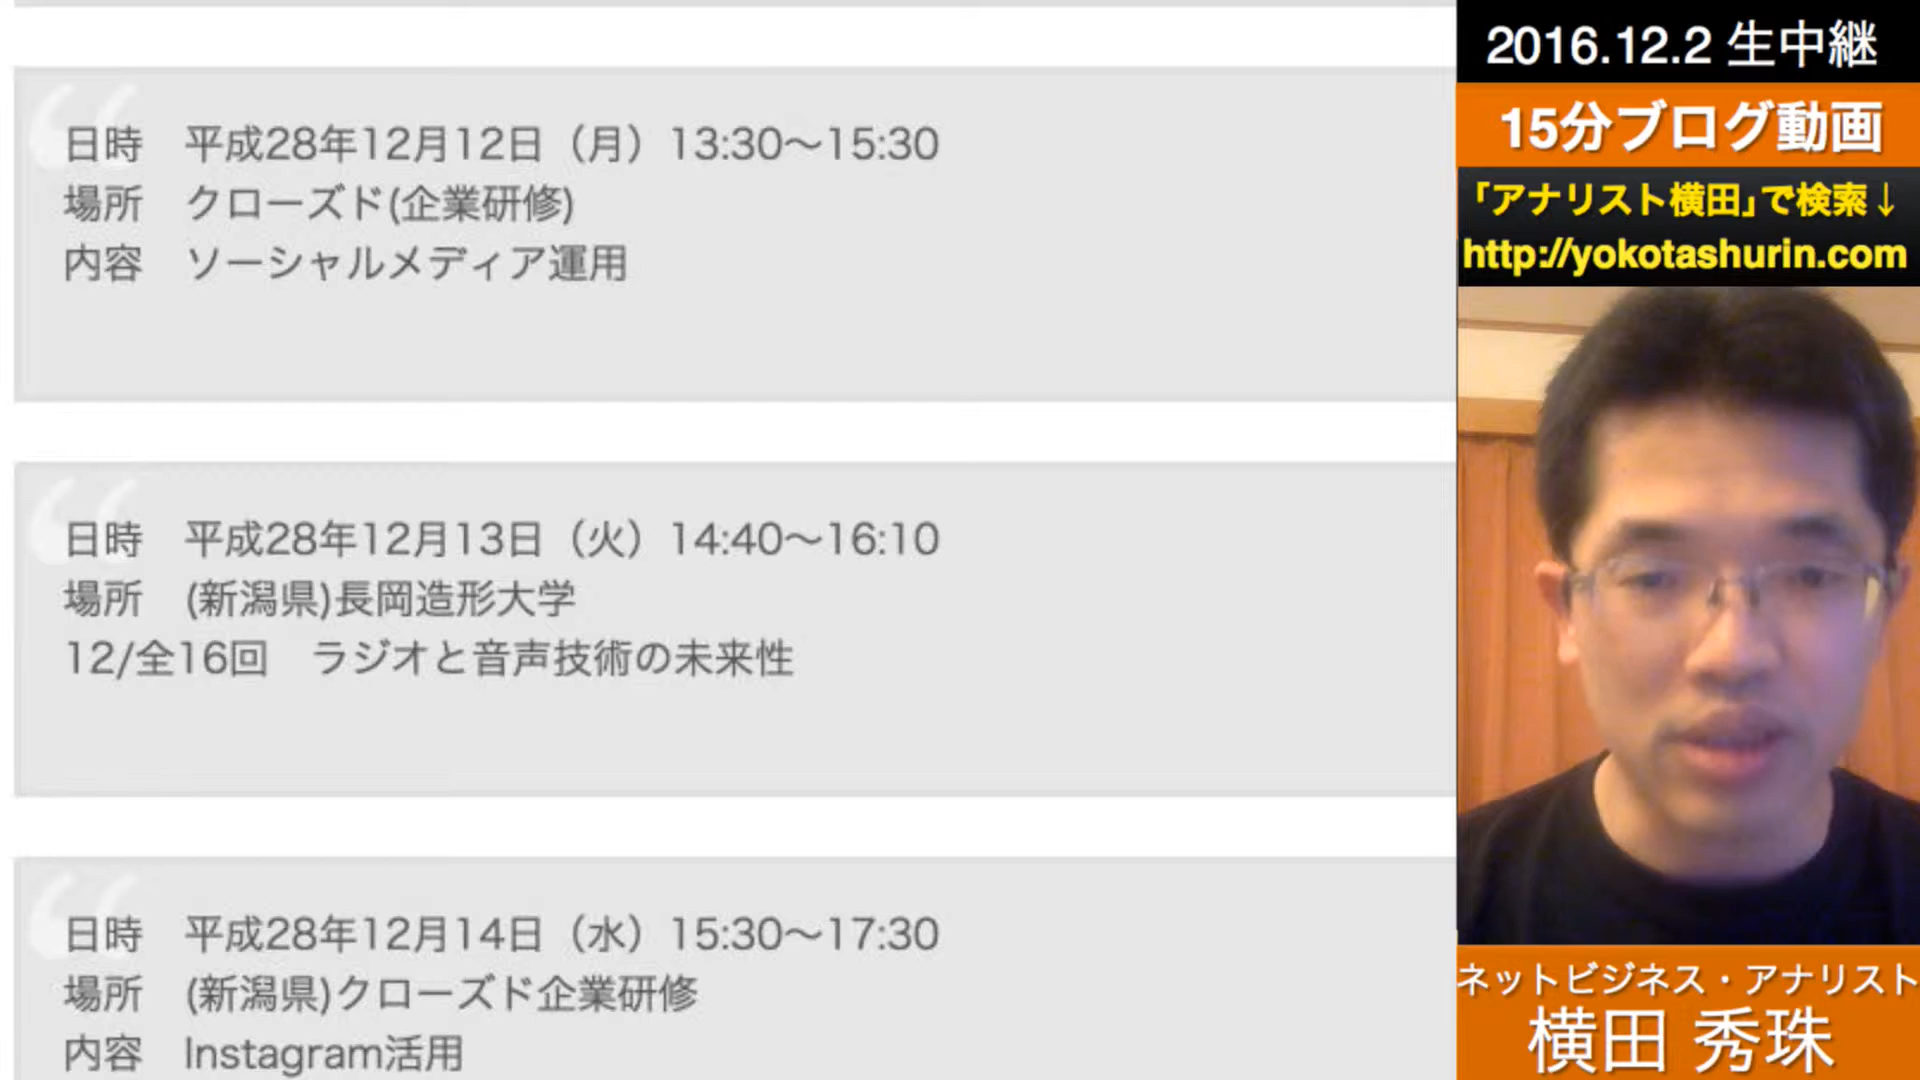 日時　平成28年12月12日（月）13:30〜15:30
場所　クローズド(企業研修)
内容　ソーシャルメディア運用
日時　平成28年12月13日（火）14:40〜16:10
場所　(新潟県)長岡造形大学
12/全16回　ラジオと音声技術の未来性
日時　平成28年12月14日（水）15:30〜17:30
場所　(新潟県)クローズド企業研修
内容　Instagram活用
2016.12.2 生中継
15分ブログ動画
「アナリスト横田」で検索↓
http://yokotashurin.com
ネットビジネス・アナリスト
横田 秀珠